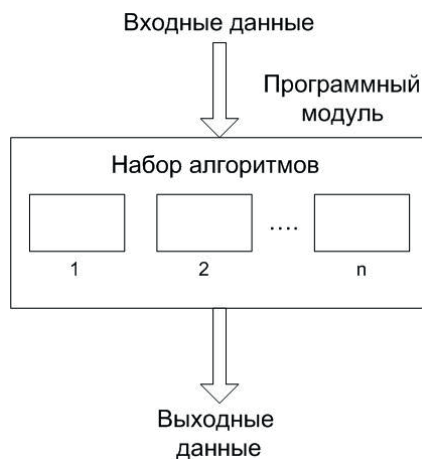 Входные данные
Программный
модуль
Набор алгоритмов
....
1 2 n
Выходные
данные